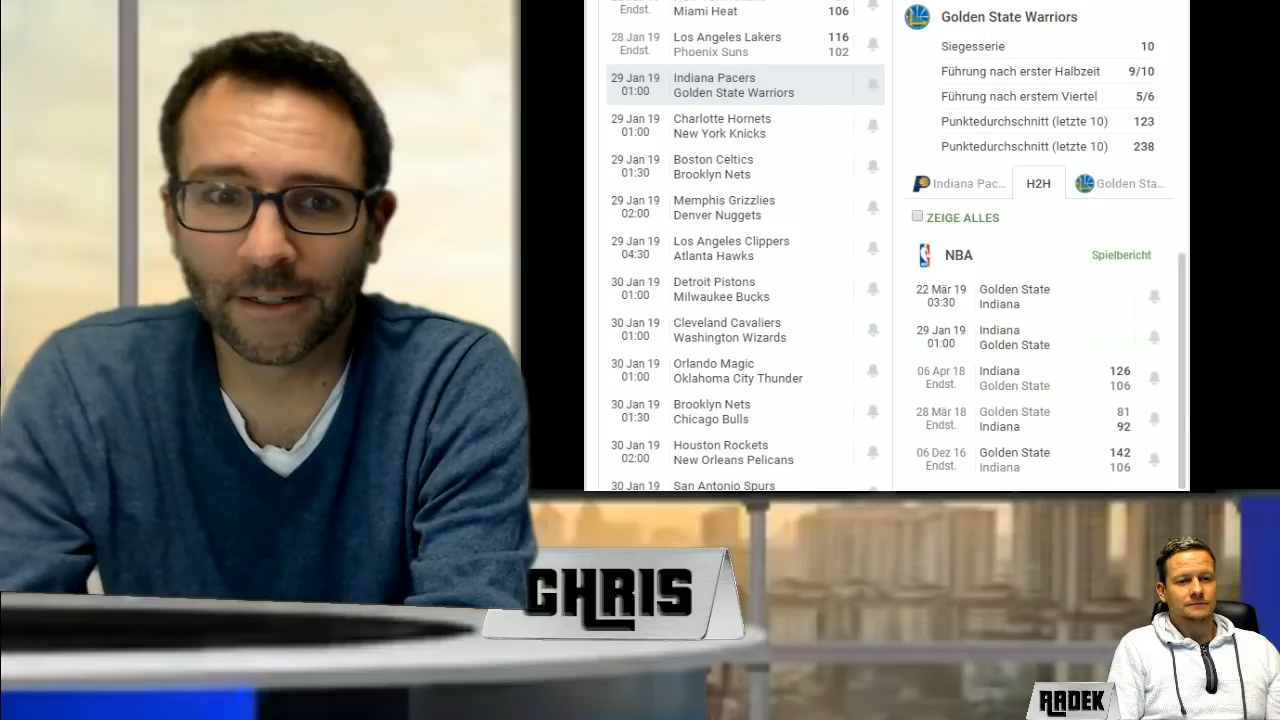 Endst.
Miami Heat 106
28 Jan 19 Los Angeles Lakers 116
Endst. Phoenix Suns 102
29 Jan 19 Indiana Pacers
01:00 Golden State Warriors
29 Jan 19 Charlotte Hornets
01:00 New York Knicks
29 Jan 19 Boston Celtics
01:30 Brooklyn Nets
29 Jan 19 Memphis Grizzlies
02:00 Denver Nuggets
29 Jan 19 Los Angeles Clippers
04:30 Atlanta Hawks
30 Jan 19 Detroit Pistons
01:00 Milwaukee Bucks
30 Jan 19 Cleveland Cavaliers
01:00 Washington Wizards
30 Jan 19 Orlando Magic
01:00 Oklahoma City Thunder
30 Jan 19 Brooklyn Nets
01:30 Chicago Bulls
30 Jan 19 Houston Rockets
02:00 New Orleans Pelicans
30 Jan 19 San Antonio Spurs
Golden State Warriors
Siegesserie 10
Führung nach erster Halbzeit 9/10
Führung nach erstem Viertel 5/6
Punktedurchschnitt (letzte 10) 123
Punktedurchschnitt (letzte 10) 238
Indiana Pac... H2H Golden Sta...
ZEIGE ALLES
NBA Spielbericht
22 Mär 19 Golden State
03:30 Indiana
29 Jan 19 Indiana
01:00 Golden State
06 Apr 18 Indiana 126
Endst. Golden State 106
28 Mär 18 Golden State 81
Endst. Indiana 92
06 Dez 16 Golden State 142
Endst. Indiana 106
CHRIS
RADEK